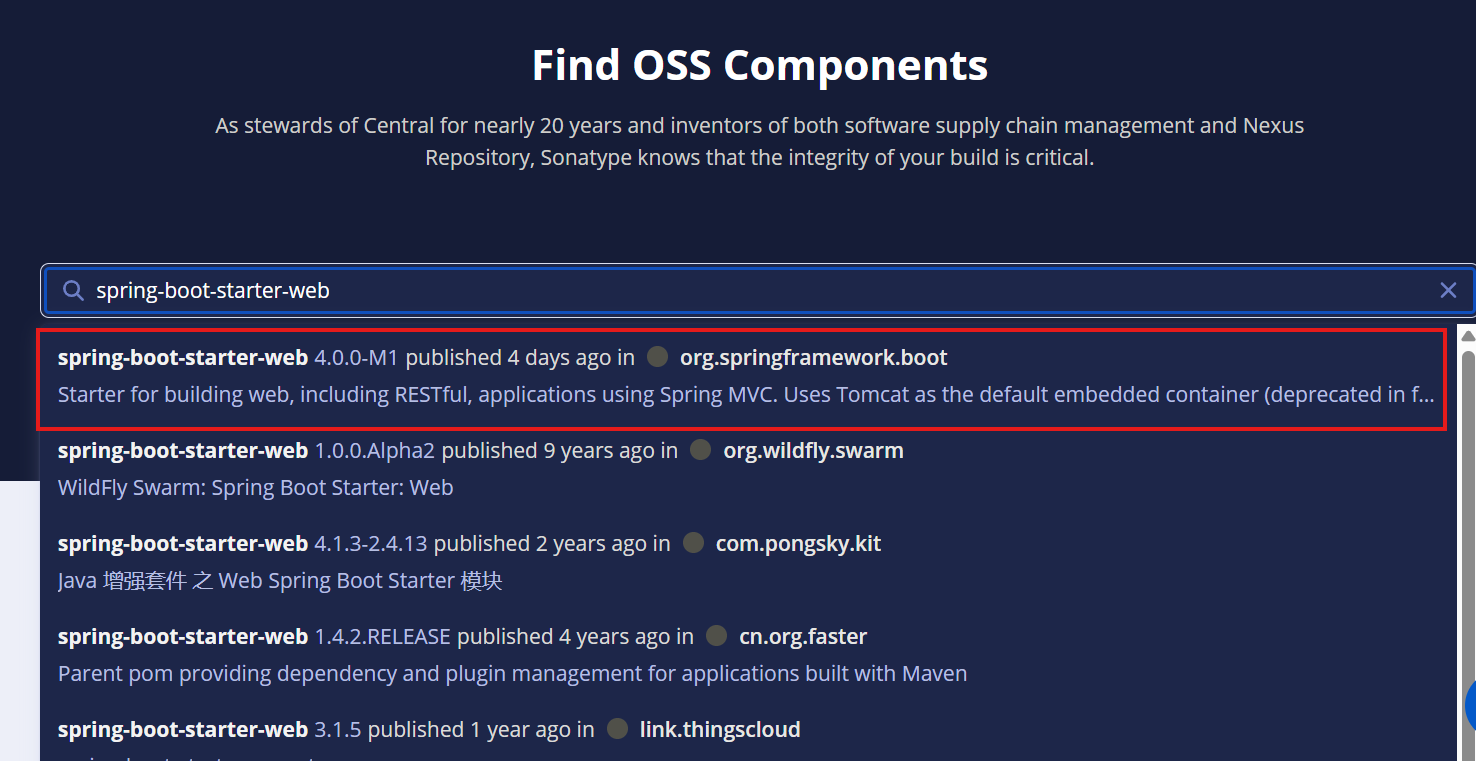 Find OSS Components
As stewards of Central for nearly 20 years and inventors of both software supply chain management and Nexus
Repository, Sonatype knows that the integrity of your build is critical.
spring-boot-starter-web
spring-boot-starter-web 4.0.0-M1 published 4 days ago in org.springframework.boot
Starter for building web, including RESTful, applications using Spring MVC. Uses Tomcat as the default embedded container (deprecated in f...
spring-boot-starter-web 1.0.0.Alpha2 published 9 years ago in org.wildfly.swarm
WildFly Swarm: Spring Boot Starter: Web
spring-boot-starter-web 4.1.3-2.4.13 published 2 years ago in com.pongsky.kit
Java 增强套件 之 Web Spring Boot Starter 模块
spring-boot-starter-web 1.4.2.RELEASE published 4 years ago in cn.org.faster
Parent pom providing dependency and plugin management for applications built with Maven
spring-boot-starter-web 3.1.5 published 1 year ago in link.thingscloud